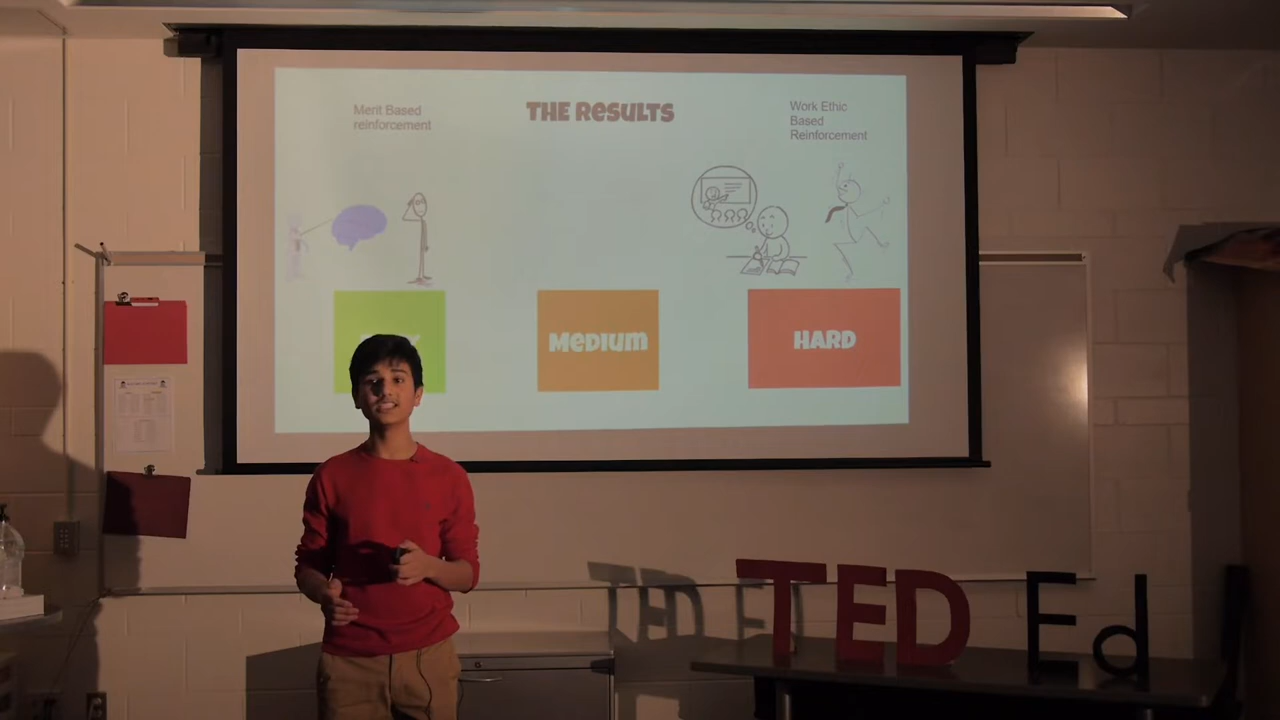 Merit Based
reinforcement
THE RESULTS
Work Ethic
Based
Reinforcement
MEDIUM
HARD
TED Ed